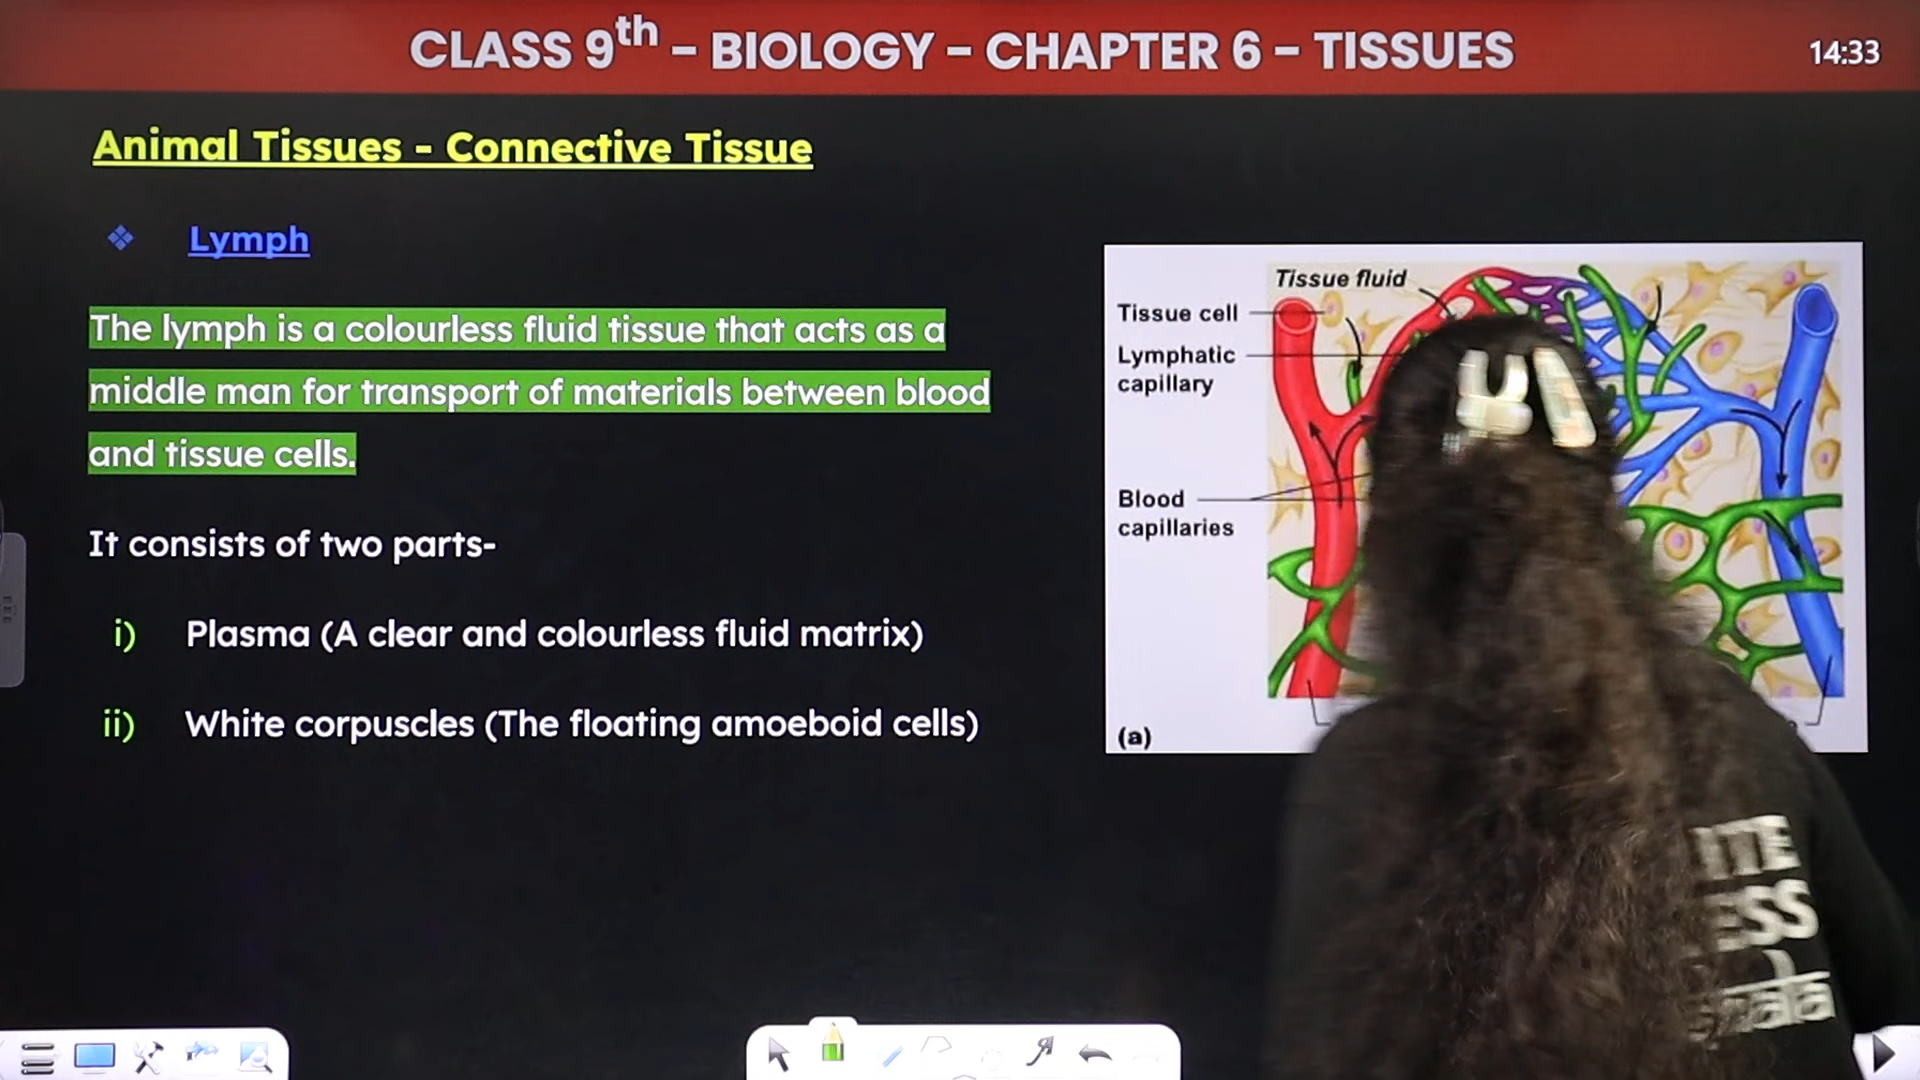 CLASS 9th – BIOLOGY – CHAPTER 6 – TISSUES
14:33
Animal Tissues - Connective Tissue
❖ Lymph
The lymph is a colourless fluid tissue that acts as a
middle man for transport of materials between blood
and tissue cells.
It consists of two parts-
i) Plasma (A clear and colourless fluid matrix)
ii) White corpuscles (The floating amoeboid cells)
Tissue fluid
Tissue cell
Lymphatic
capillary
Blood
capillaries
(a)